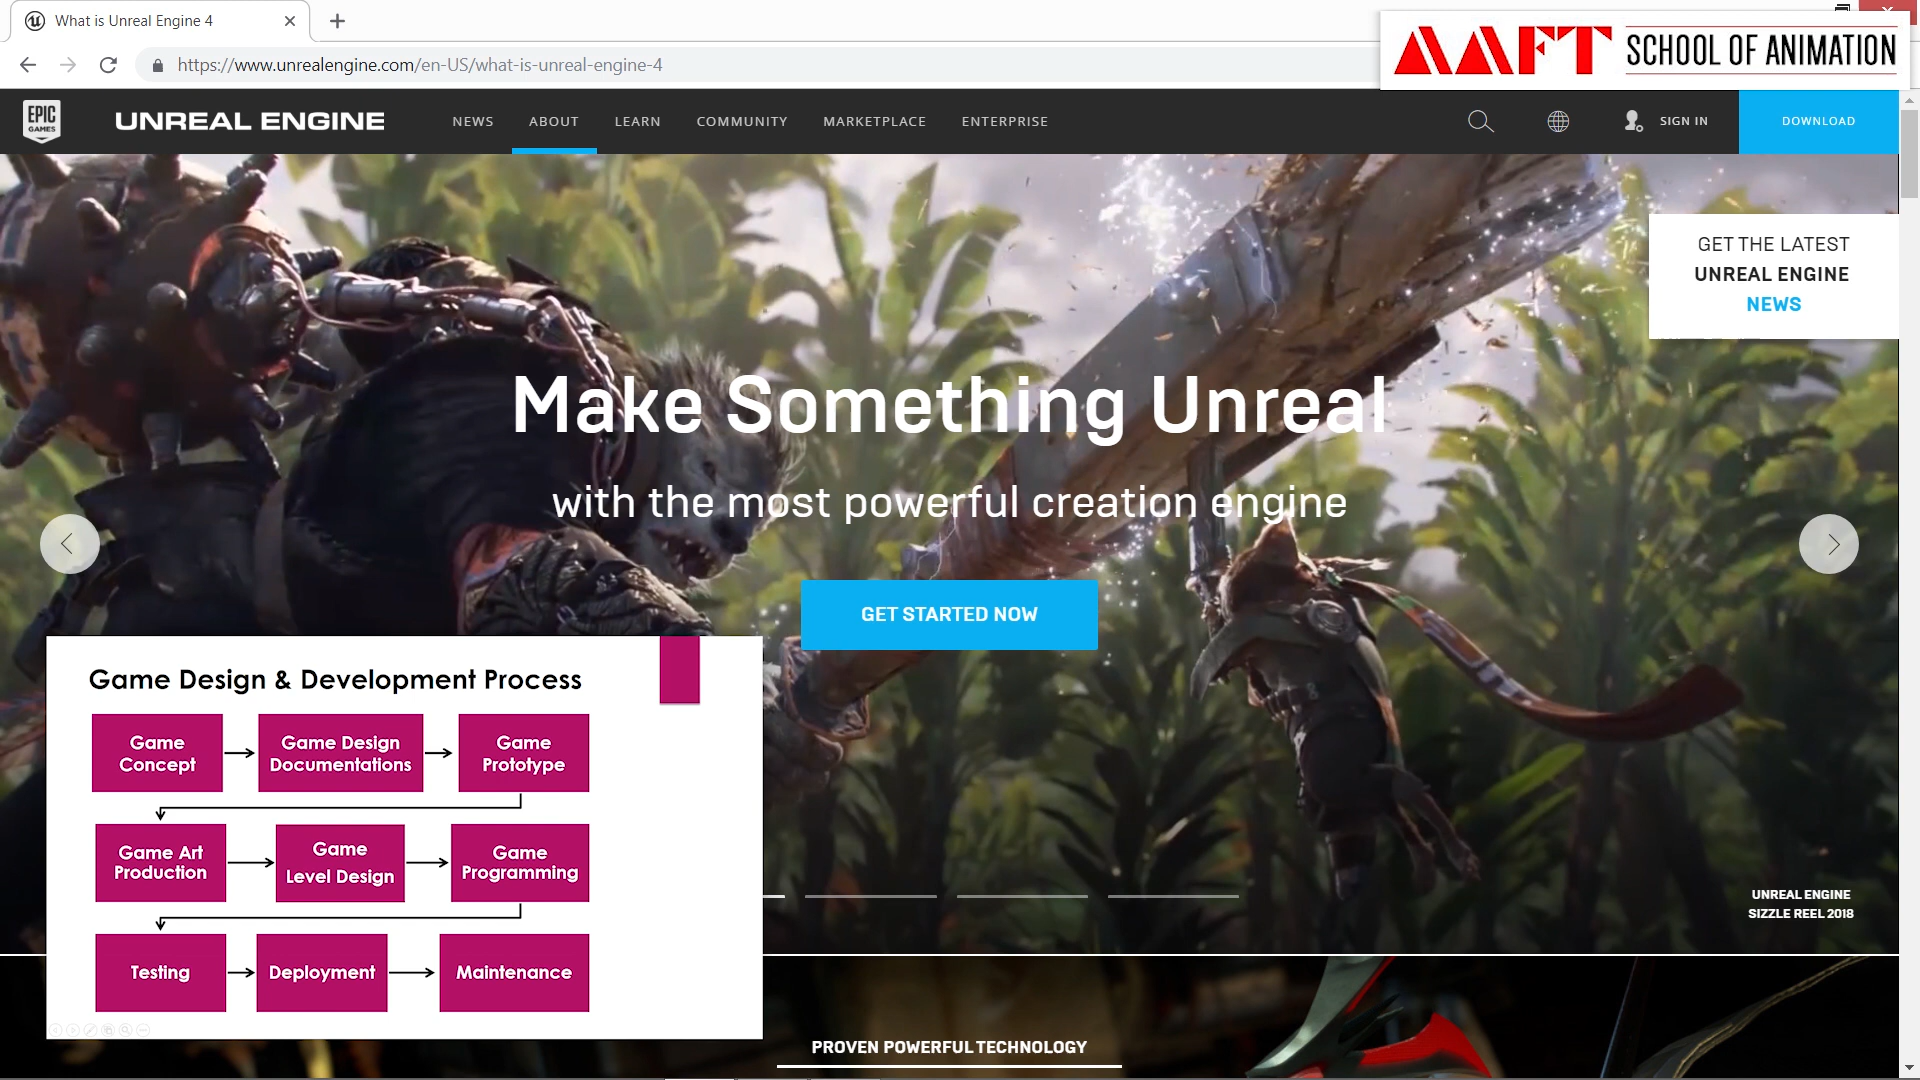 What is Unreal Engine 4
https://www.unrealengine.com/en-US/what-is-unreal-engine-4
AAFT SCHOOL OF ANIMATION
EPIC
GAMES
UNREAL ENGINE
NEWS
ABOUT
LEARN
COMMUNITY
MARKETPLACE
ENTERPRISE
SIGN IN
DOWNLOAD
GET THE LATEST
UNREAL ENGINE
NEWS
Make Something Unreal
with the most powerful creation engine
GET STARTED NOW
Game Design & Development Process
Game
Concept
Game Design
Documentations
Game
Prototype
Game Art
Production
Game
Level Design
Game
Programming
Testing
Deployment
Maintenance
UNREAL ENGINE
SIZZLE REEL 2018
PROVEN POWERFUL TECHNOLOGY